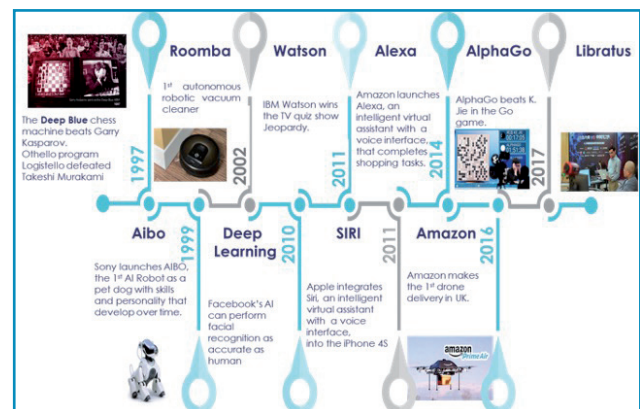 Roomba
Watson
Alexa
AlphaGo
Libratus
The Deep Blue chess
machine beats Garry
Kasparov.
Othello program
Logistello defeated
Takeshi Murakami
1997
1st autonomous
robotic vacuum
cleaner
2002
IBM Watson wins
the TV quiz show
Jeopardy.
2011
Amazon launches
Alexa, an
intelligent virtual
assistant with a
voice interface,
that completes
shopping tasks.
2014
AlphaGo beats K.
Jie in the Go
game.
2017
Aibo
1999
Deep
Learning
2010
SIRI
2011
Amazon
2016
Sony launches AIBO,
the 1st AI Robot as a
pet dog with skills
and personality that
develop over time.
Facebook's AI
can perform
facial
recognition as
accurate as
human
Apple integrates
Siri, an intelligent
virtual assistant
with a voice
interface,
into the iPhone 4S
Amazon makes
the 1st drone
delivery in UK.
amazon
PrimeAir